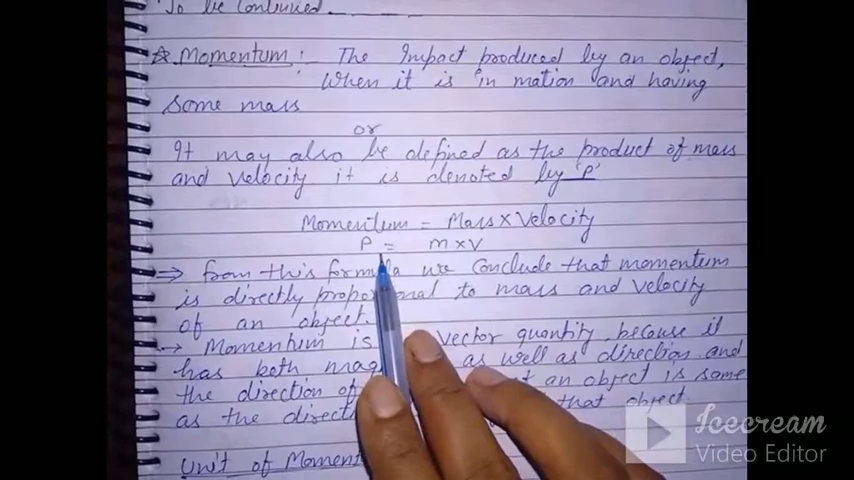 To be continued
☆ Momentum :- The Impact produced by an object,
When it is in mation and having
some mass
or
It may also be defined as the product of mass
and velocity it is denoted by 'P'
Momentum = Mass × Velocity
P = m × v
⇒ from this formula we conclude that momentum
is directly propor onal to mass and velocity
of an object.
→ Momentum is vector quantity because it
has both mag as well as direction and
the direction of an object is same
as the direct that object.
Unit of Moment
Icecream
Video Editor